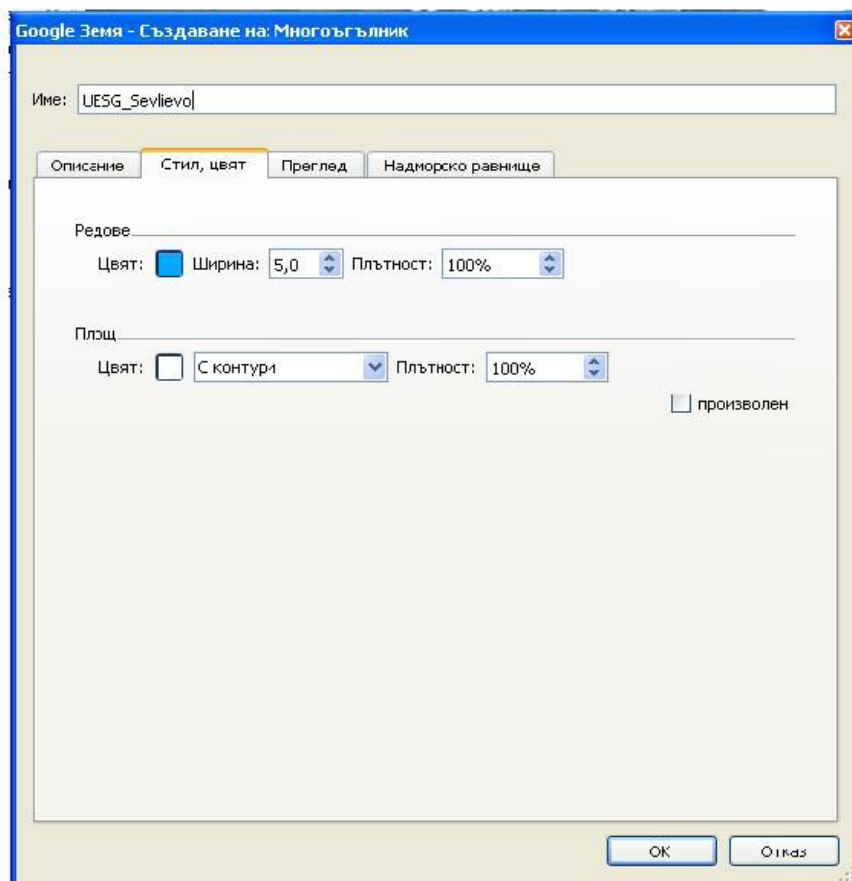 Google Земя - Създаване на: Многоъгълник
Име: UESG_Sevlievo
Описание Стил, цвят Преглед Надморско равнище
Редове
Цвят: Ширина: 5,0 Плътност: 100%
Площ
Цвят: С контури Плътност: 100%
произволен
OK Отказ